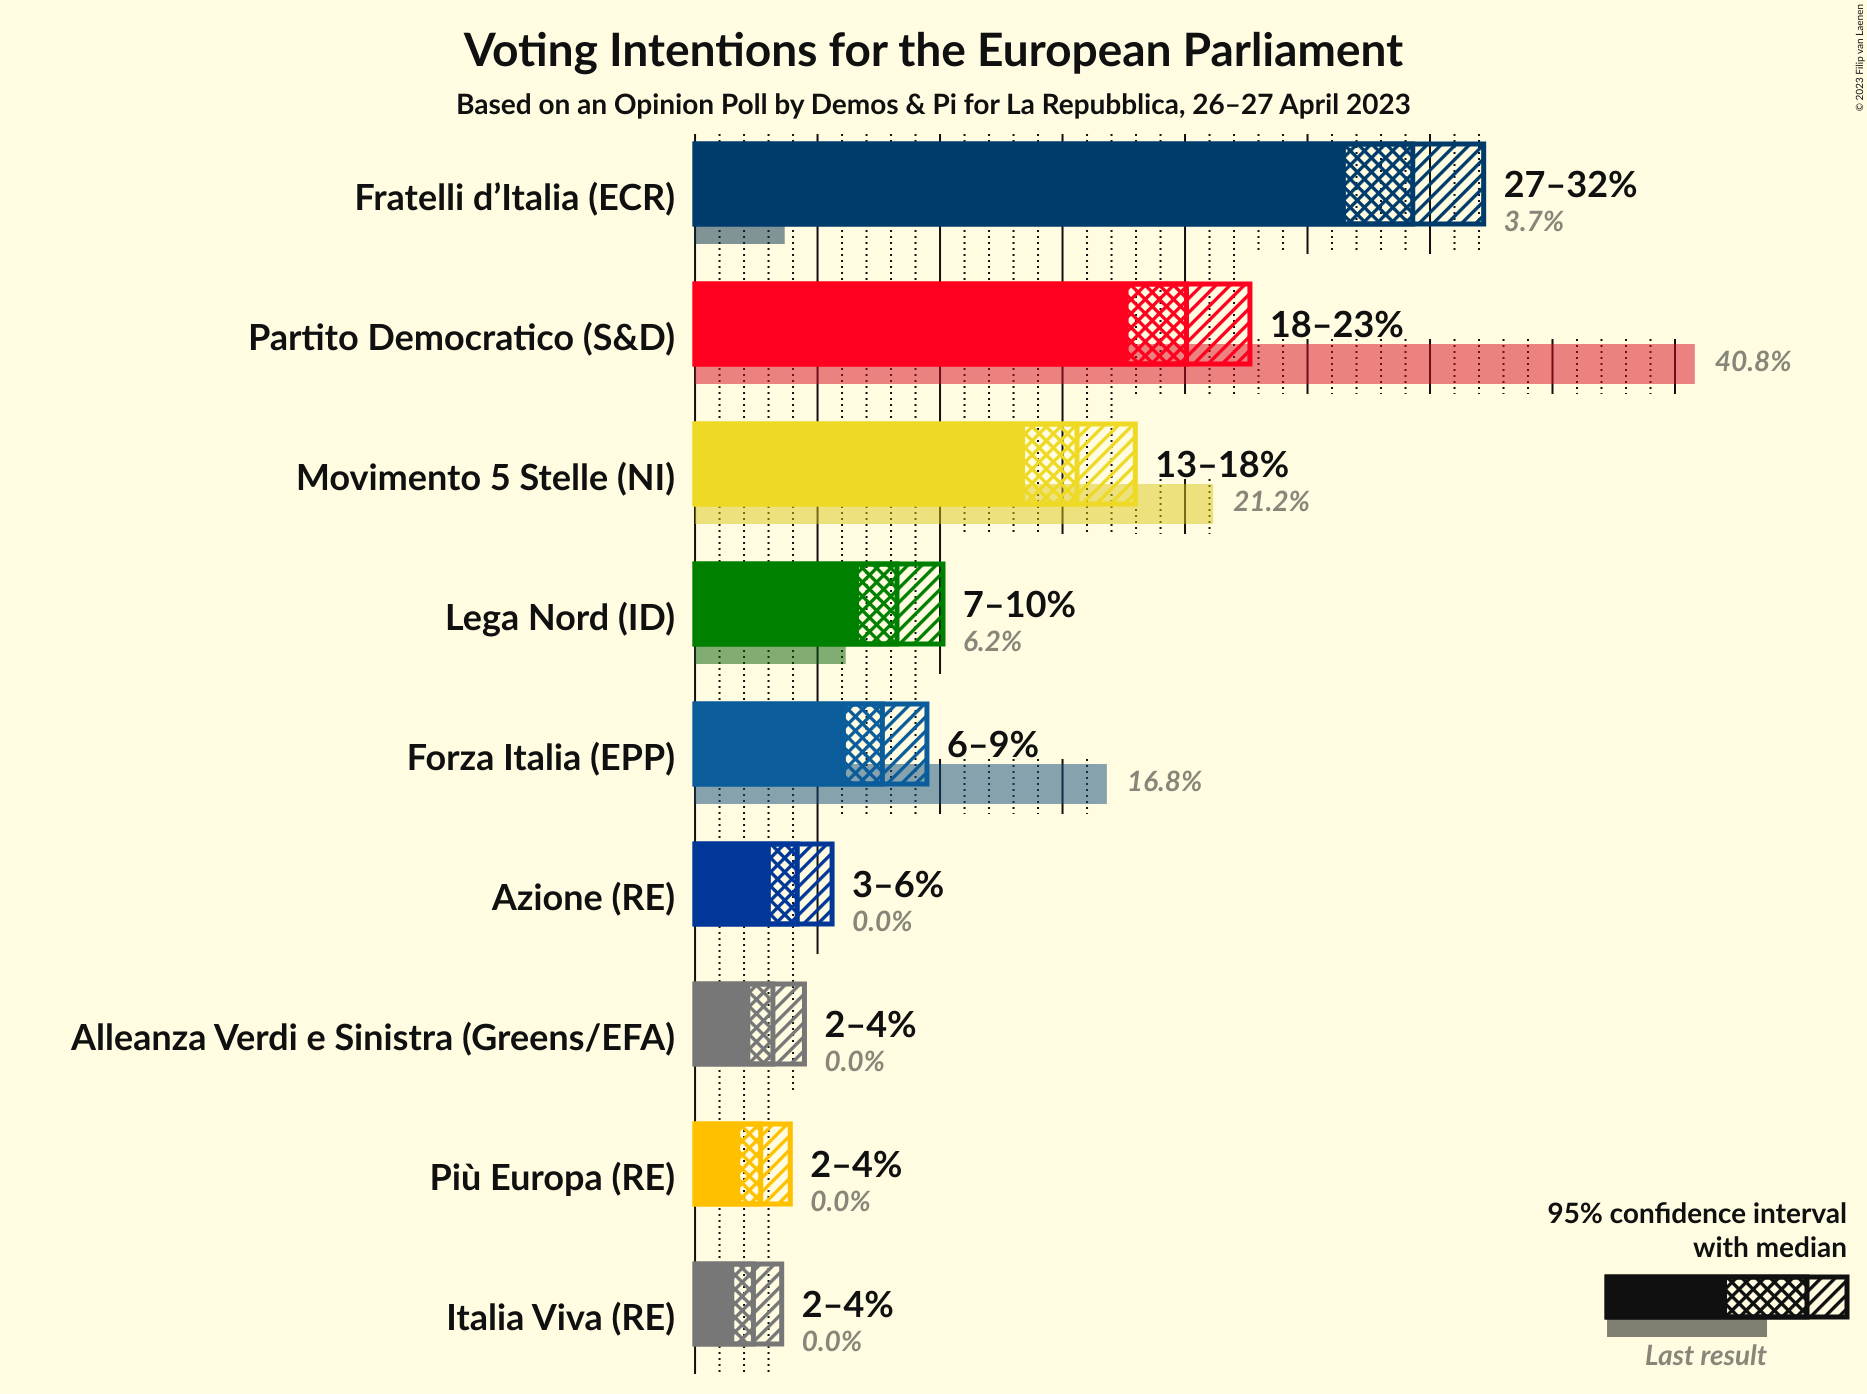 Voting Intentions for the European Parliament
Based on an Opinion Poll by Demos & Pi for La Repubblica, 26–27 April 2023
© 2023 Filip van Laenen
Fratelli d’Italia (ECR)
27–32%
3.7%
Partito Democratico (S&D)
18–23%
40.8%
Movimento 5 Stelle (NI)
13–18%
21.2%
Lega Nord (ID)
7–10%
6.2%
Forza Italia (EPP)
6–9%
16.8%
Azione (RE)
3–6%
0.0%
Alleanza Verdi e Sinistra (Greens/EFA)
2–4%
0.0%
Più Europa (RE)
2–4%
0.0%
Italia Viva (RE)
2–4%
0.0%
95% confidence interval
with median
Last result